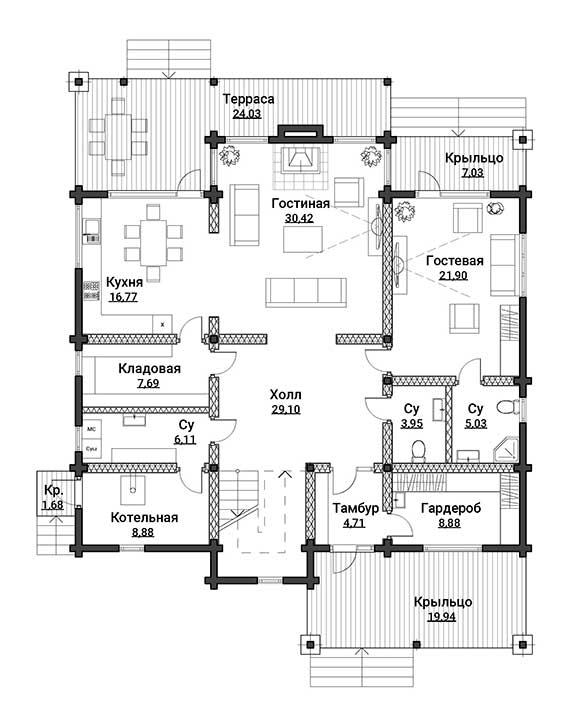 Терраса
24.03
Крыльцо
7.03
Гостиная
30.42
Гостевая
21.90
Кухня
16.77
x
Кладовая
7.69
Холл
29.10
Су
3.95
Су
5.03
МС
Суш
Су
6.11
Кр.
1.68
Котельная
8.88
Тамбур
4.71
Гардероб
8.88
Крыльцо
19.94